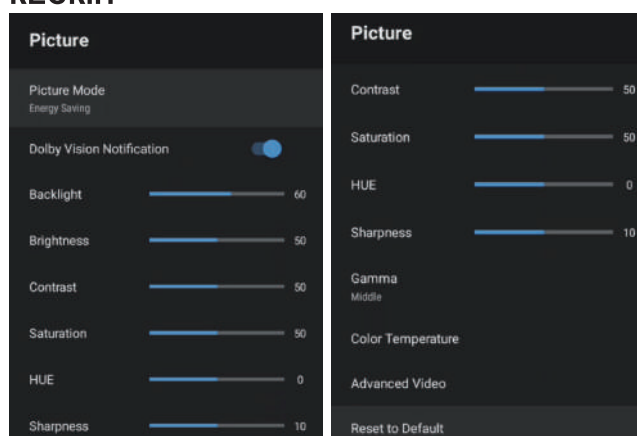 Picture
Picture Mode
Energy Saving
Dolby Vision Notification
Backlight 60
Brightness 50
Contrast 50
Saturation 50
HUE 0
Sharpness 10
Picture
Contrast 50
Saturation 50
HUE 0
Sharpness 10
Gamma
Middle
Color Temperature
Advanced Video
Reset to Default